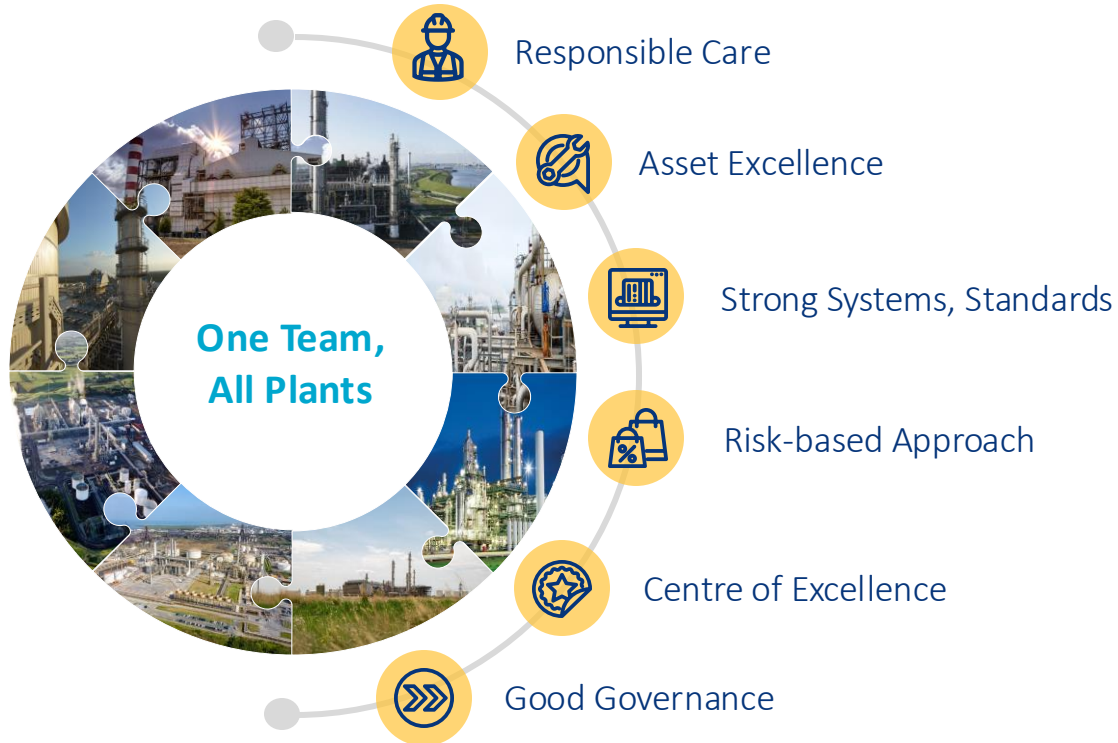 Responsible Care
Asset Excellence
Strong Systems, Standards
One Team,
All Plants
Risk-based Approach
Centre of Excellence
Good Governance